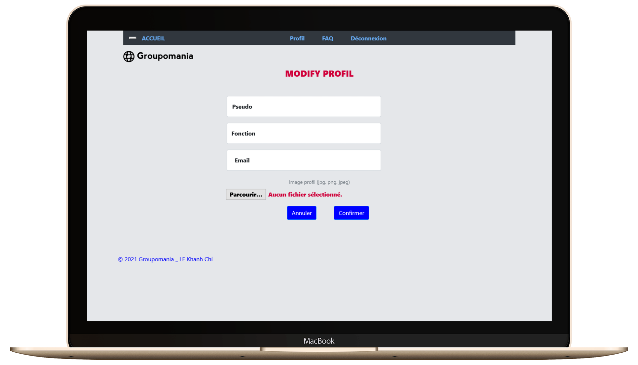 ACCUEIL Profil FAQ Déconnexion
Groupomania
MODIFY PROFIL
Pseudo
Fonction
Email
Image profil (jpg, png, jpeg)
Parcourir... Aucun fichier sélectionné.
Annuler Confirmer
© 2021 Groupomania _ LE Khanh Chi
MacBook